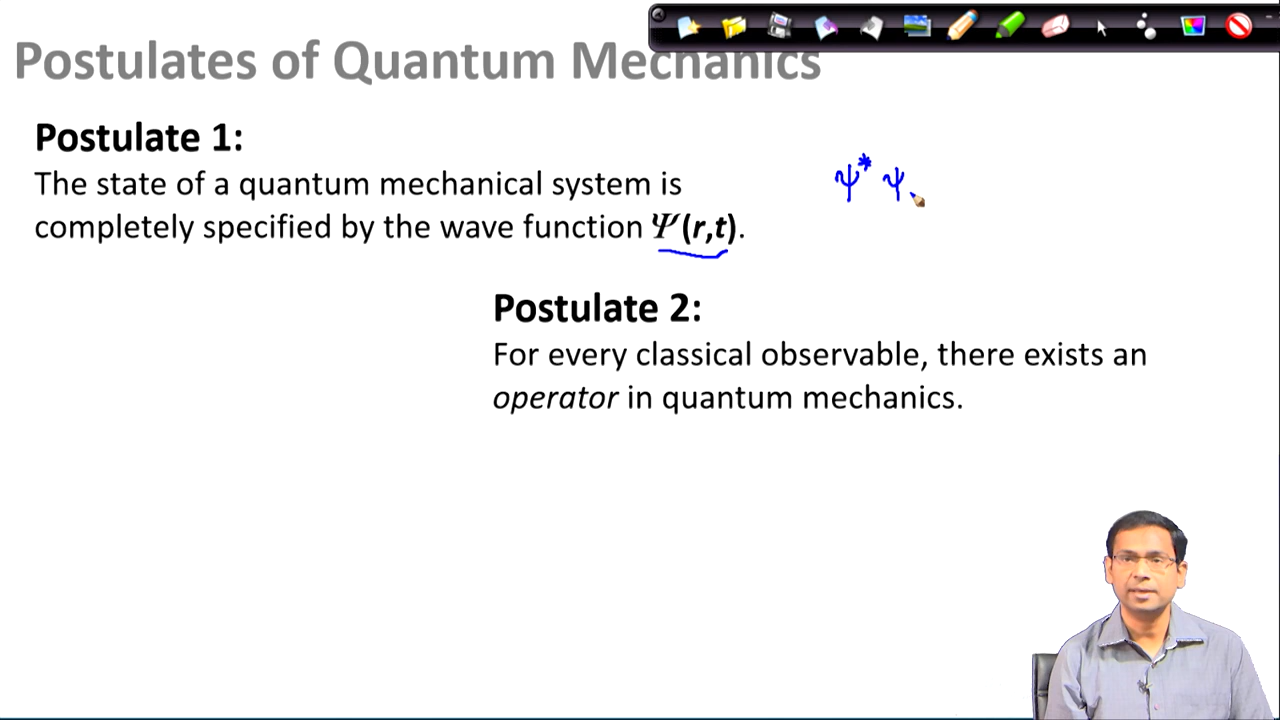 Postulates of Quantum Mechanics
Postulate 1:
The state of a quantum mechanical system is
completely specified by the wave function Ψ(r,t).
ψ* ψ
Postulate 2:
For every classical observable, there exists an
operator in quantum mechanics.